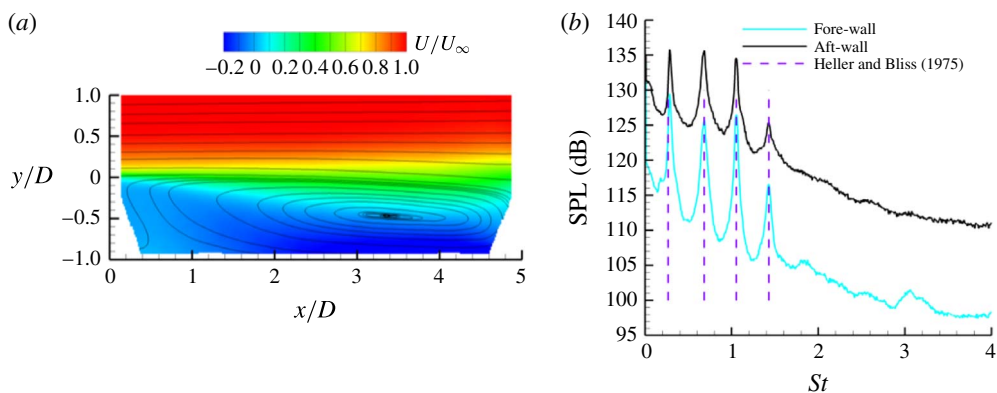 (a)
U/U∞
−0.2 0 0.2 0.4 0.6 0.8 1.0
1.0
0.5
0
−0.5
−1.0
y/D
0 1 2 3 4 5
x/D
(b)
Fore-wall
Aft-wall
Heller and Bliss (1975)
140
135
130
125
120
115
110
105
100
95
SPL (dB)
0 1 2 3 4
St